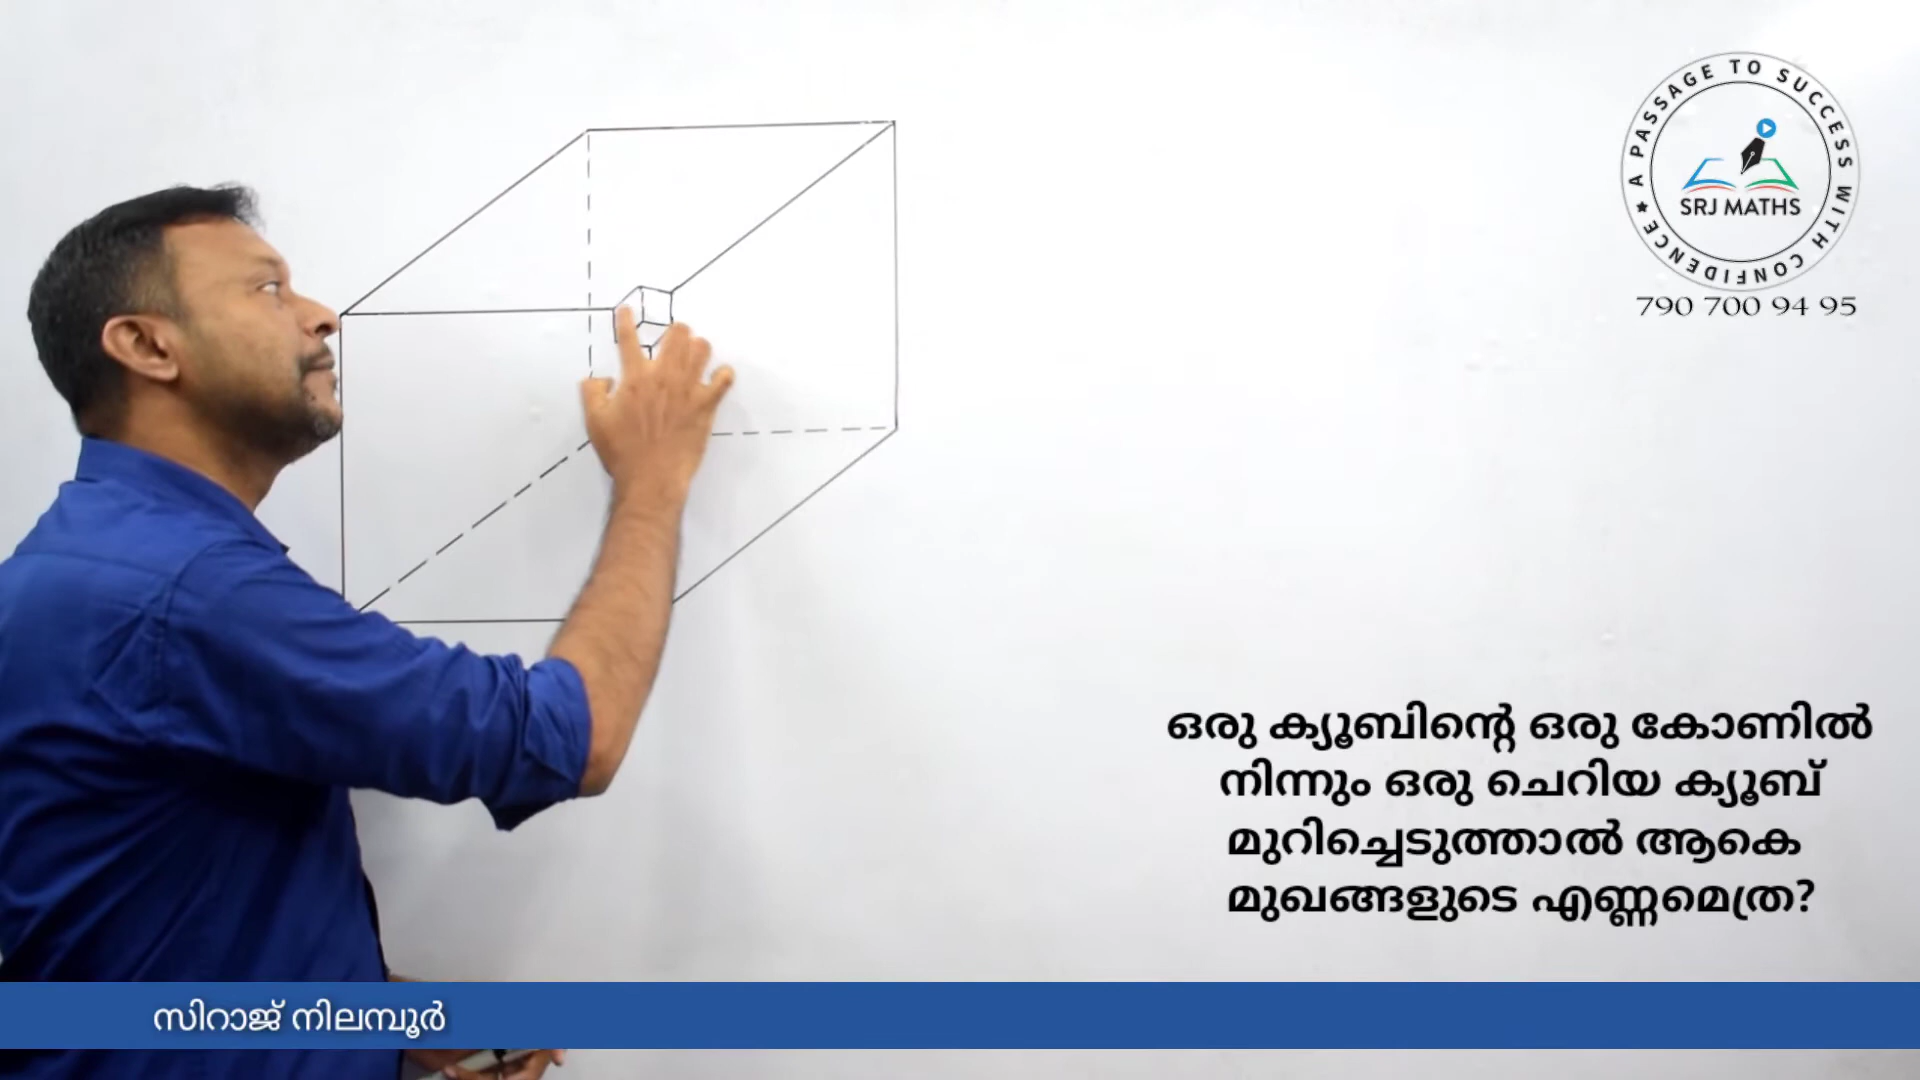 A PASSAGE TO SUCCESS WITH CONFIDENCE ★
SRJ MATHS
790 700 94 95
ഒരു ക്യൂബിന്റെ ഒരു കോണിൽ
നിന്നും ഒരു ചെറിയ ക്യൂബ്
മുറിച്ചെടുത്താൽ ആകെ
മുഖങ്ങളുടെ എണ്ണമെത്ര?
സിറാജ് നിലമ്പൂർ